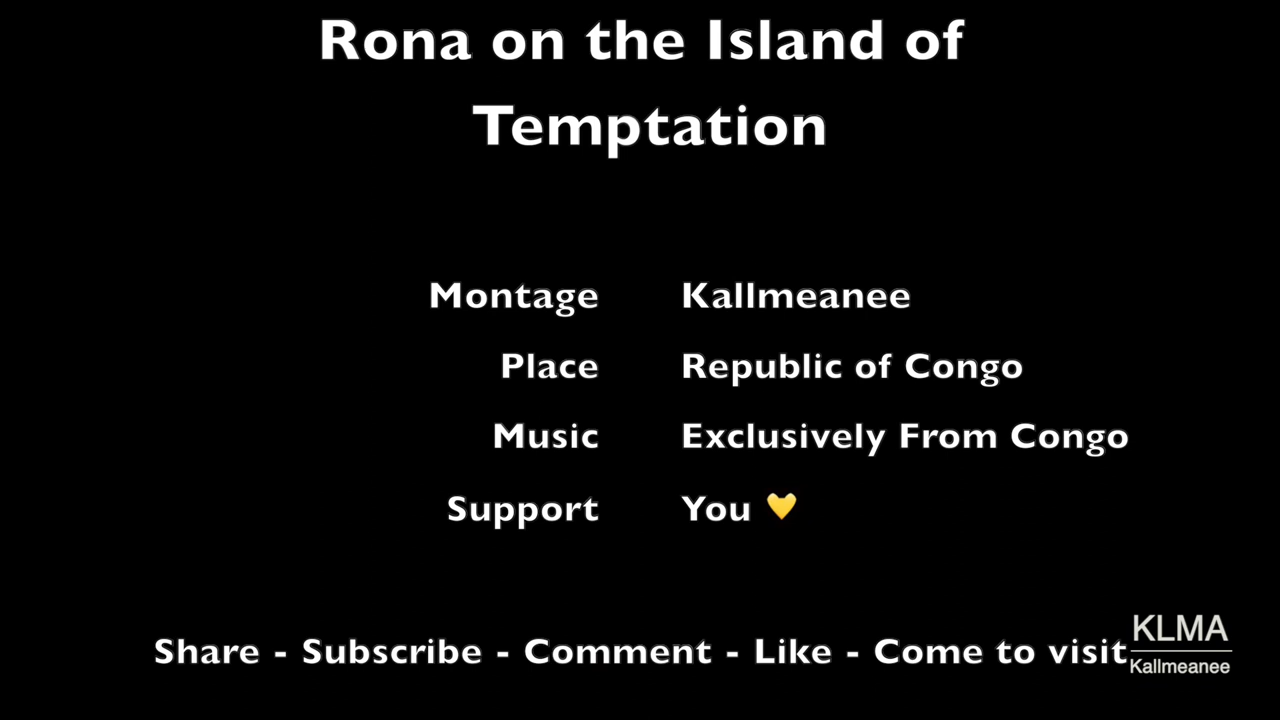 Rona on the Island of
Temptation
Montage Kallmeanee
Place Republic of Congo
Music Exclusively From Congo
Support You 💛
Share - Subscribe - Comment - Like - Come to visit
KLMA
Kallmeanee